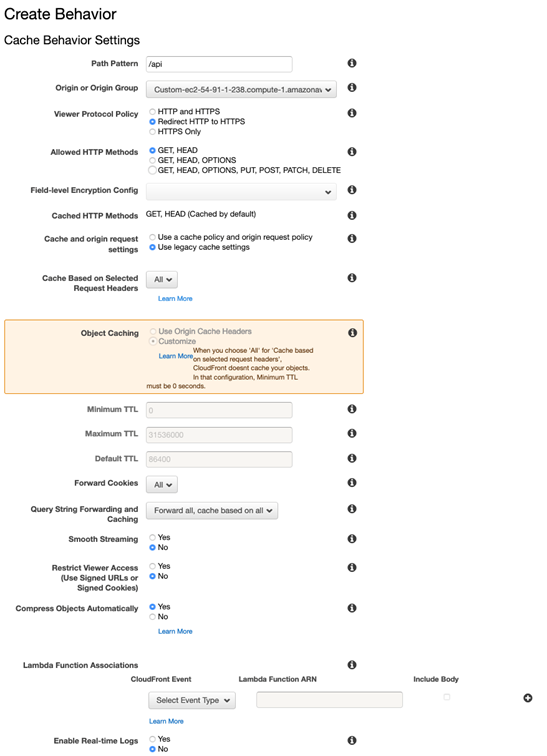 Create Behavior
Cache Behavior Settings
Path Pattern
/api
Origin or Origin Group
Custom-ec2-54-91-1-238.compute-1.amazonav
Viewer Protocol Policy
HTTP and HTTPS
Redirect HTTP to HTTPS
HTTPS Only
Allowed HTTP Methods
GET, HEAD
GET, HEAD, OPTIONS
GET, HEAD, OPTIONS, PUT, POST, PATCH, DELETE
Field-level Encryption Config
Cached HTTP Methods
GET, HEAD (Cached by default)
Cache and origin request
settings
Use a cache policy and origin request policy
Use legacy cache settings
Cache Based on Selected
Request Headers
All
Learn More
Object Caching
Use Origin Cache Headers
Customize
Learn More
When you choose 'All' for 'Cache based
on selected request headers',
CloudFront doesnt cache your objects.
In that configuration, Minimum TTL
must be 0 seconds.
Minimum TTL
0
Maximum TTL
31536000
Default TTL
86400
Forward Cookies
All
Query String Forwarding and
Caching
Forward all, cache based on all
Smooth Streaming
Yes
No
Restrict Viewer Access
(Use Signed URLs or
Signed Cookies)
Yes
No
Compress Objects Automatically
Yes
No
Learn More
Lambda Function Associations
CloudFront Event
Lambda Function ARN
Include Body
Select Event Type
Learn More
Enable Real-time Logs
Yes
No